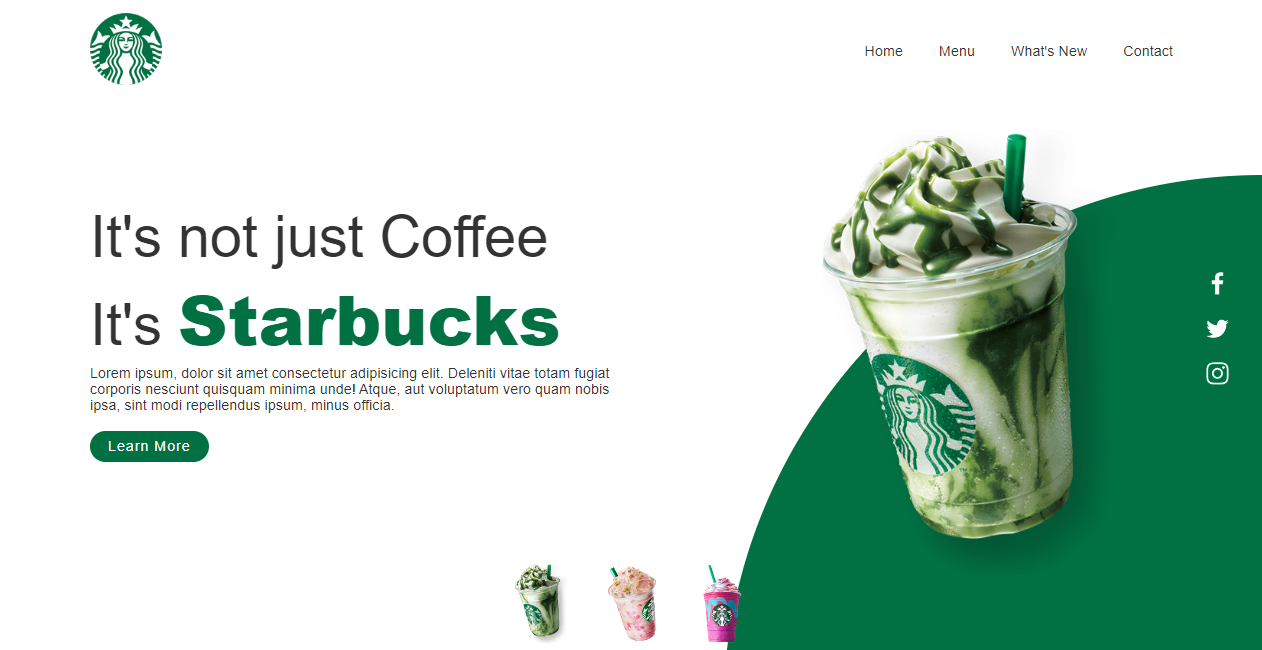 Home Menu What's New Contact
It's not just Coffee
It's Starbucks
Lorem ipsum, dolor sit amet consectetur adipisicing elit. Deleniti vitae totam fugiat
corporis nesciunt quisquam minima unde! Atque, aut voluptatum vero quam nobis
ipsa, sint modi repellendus ipsum, minus officia.
Learn More